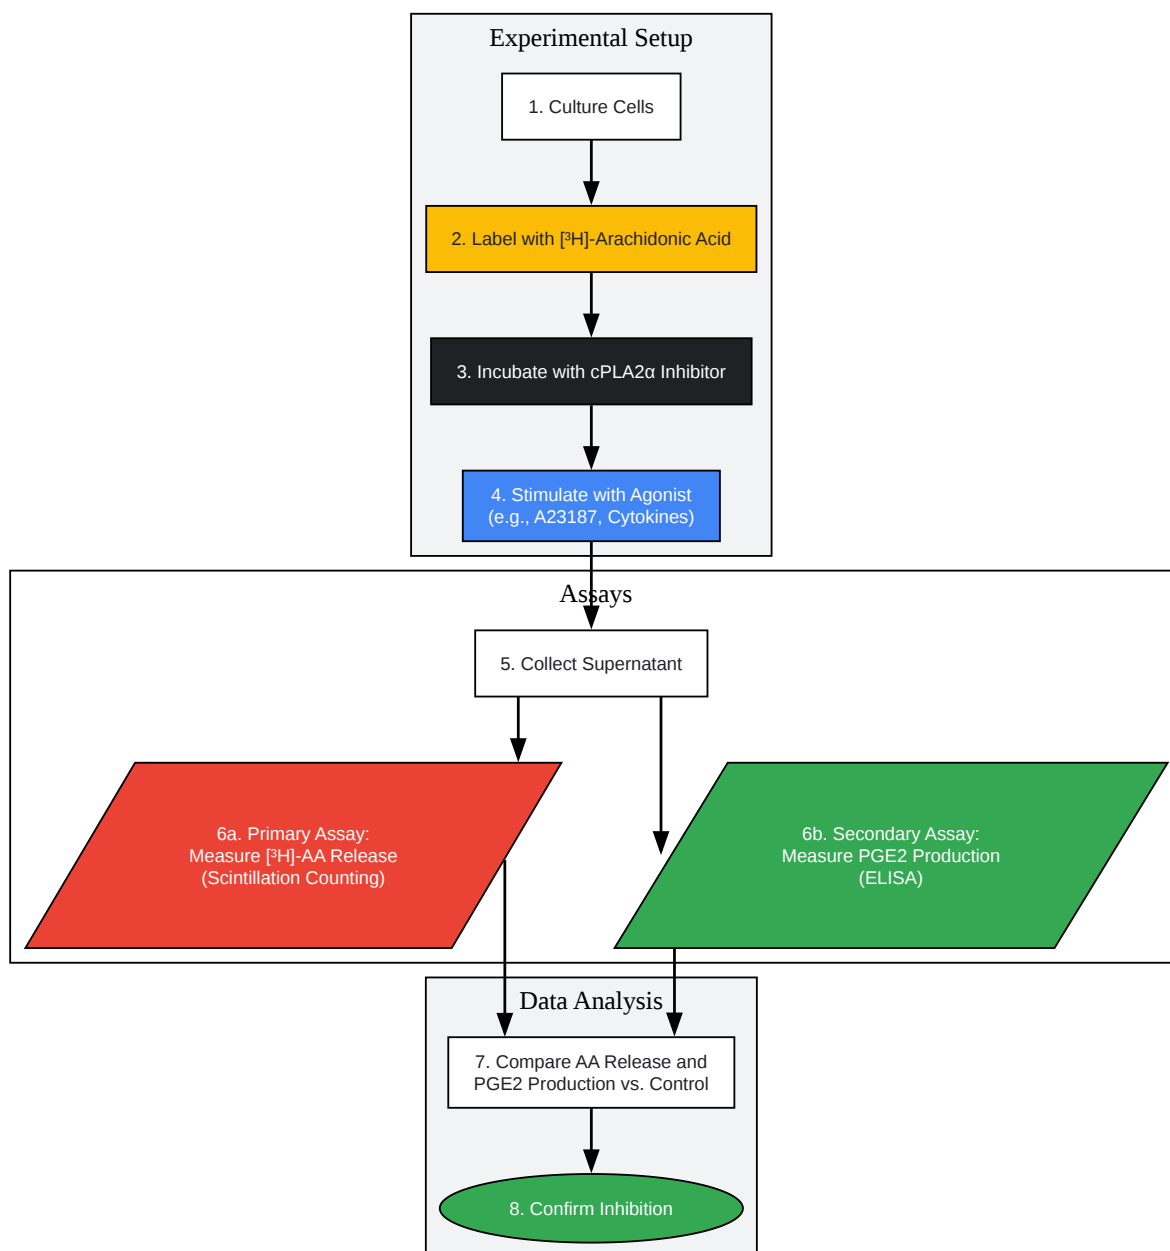 Experimental Setup
1. Culture Cells
2. Label with [³H]-Arachidonic Acid
3. Incubate with cPLA2α Inhibitor
4. Stimulate with Agonist
(e.g., A23187, Cytokines)
Assays
5. Collect Supernatant
6a. Primary Assay:
Measure [³H]-AA Release
(Scintillation Counting)
6b. Secondary Assay:
Measure PGE2 Production
(ELISA)
Data Analysis
7. Compare AA Release and
PGE2 Production vs. Control
8. Confirm Inhibition